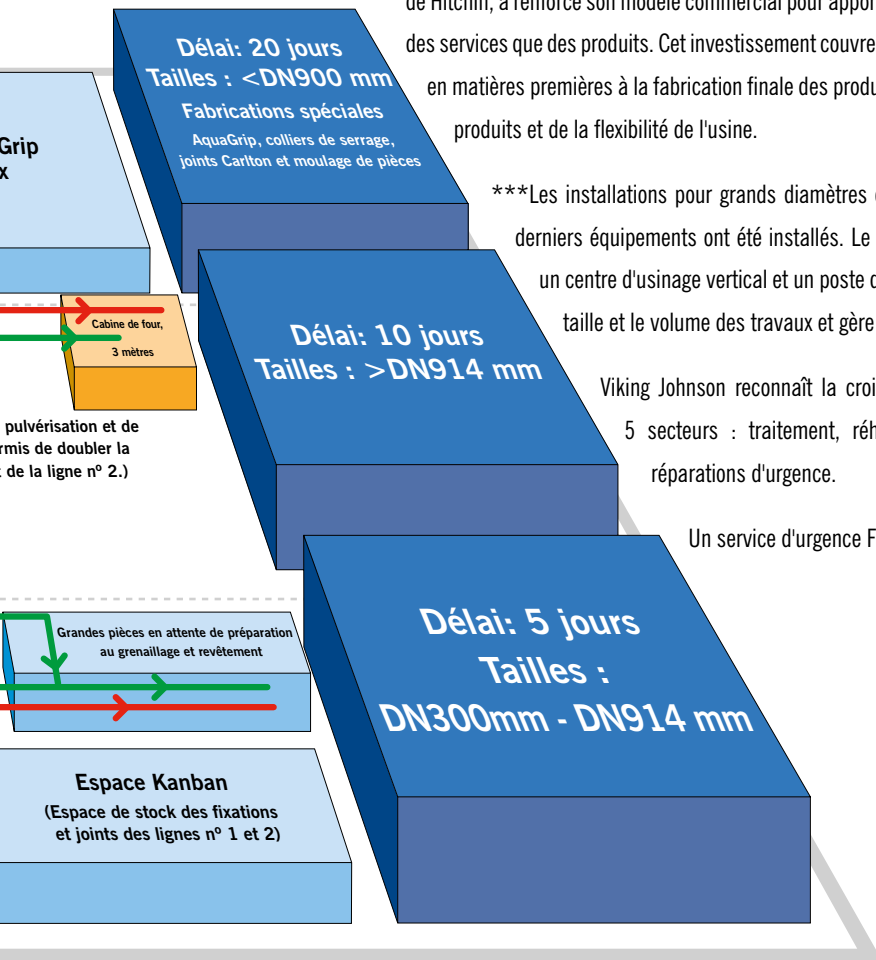 de Hitchin, a renforcé son modèle commercial pour
des services que des produits. Cet investissement couvre
en matières premières à la fabrication finale des
produits et de la flexibilité de l'usine.
***Les installations pour grands diamètres
derniers équipements ont été installés. Le
un centre d'usinage vertical et un poste
taille et le volume des travaux et gère
Viking Johnson reconnaît la
5 secteurs : traitement,
réparations d'urgence.
Un service d'urgence
Délai: 20 jours
Tailles : <DN900 mm
Fabrications spéciales
AquaGrip, colliers de serrage,
joints Carlton et moulage de pièces
Grip
x
Cabine de four,
3 mètres
pulvérisation et de
rmis de doubler la
de la ligne nº 2.)
Délai: 10 jours
Tailles : >DN914 mm
Grandes pièces en attente de préparation
au grenaillage et revêtement
Délai: 5 jours
Tailles :
DN300mm - DN914 mm
Espace Kanban
(Espace de stock des fixations
et joints des lignes nº 1 et 2)